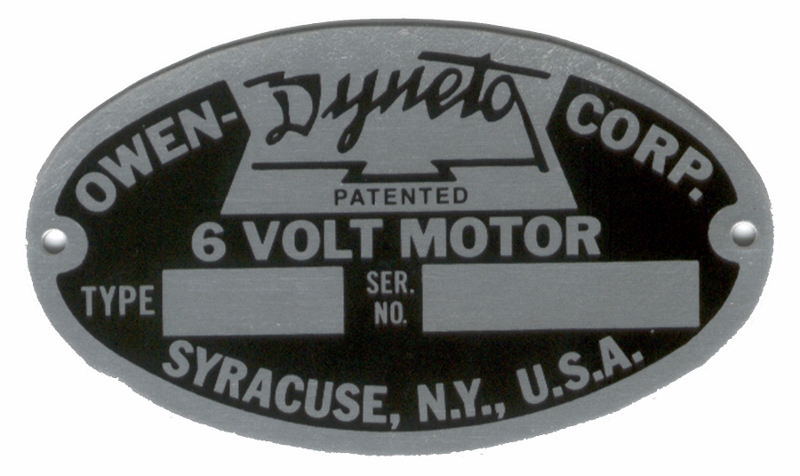 OWEN-
Dyneto
CORP.
PATENTED
6 VOLT MOTOR
TYPE
SER.
NO.
SYRACUSE, N.Y., U.S.A.